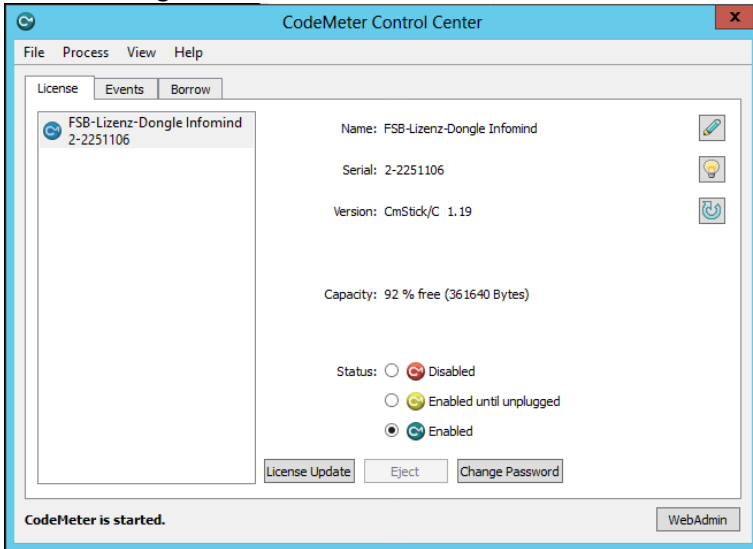 CodeMeter Control Center
x
File Process View Help
License Events Borrow
FSB-Lizenz-Dongle Infomind
2-2251106
Name: FSB-Lizenz-Dongle Infomind
Serial: 2-2251106
Version: CmStick/C 1.19
Capacity: 92 % free (361640 Bytes)
Status: Disabled
Enabled until unplugged
Enabled
License Update Eject Change Password
CodeMeter is started. WebAdmin